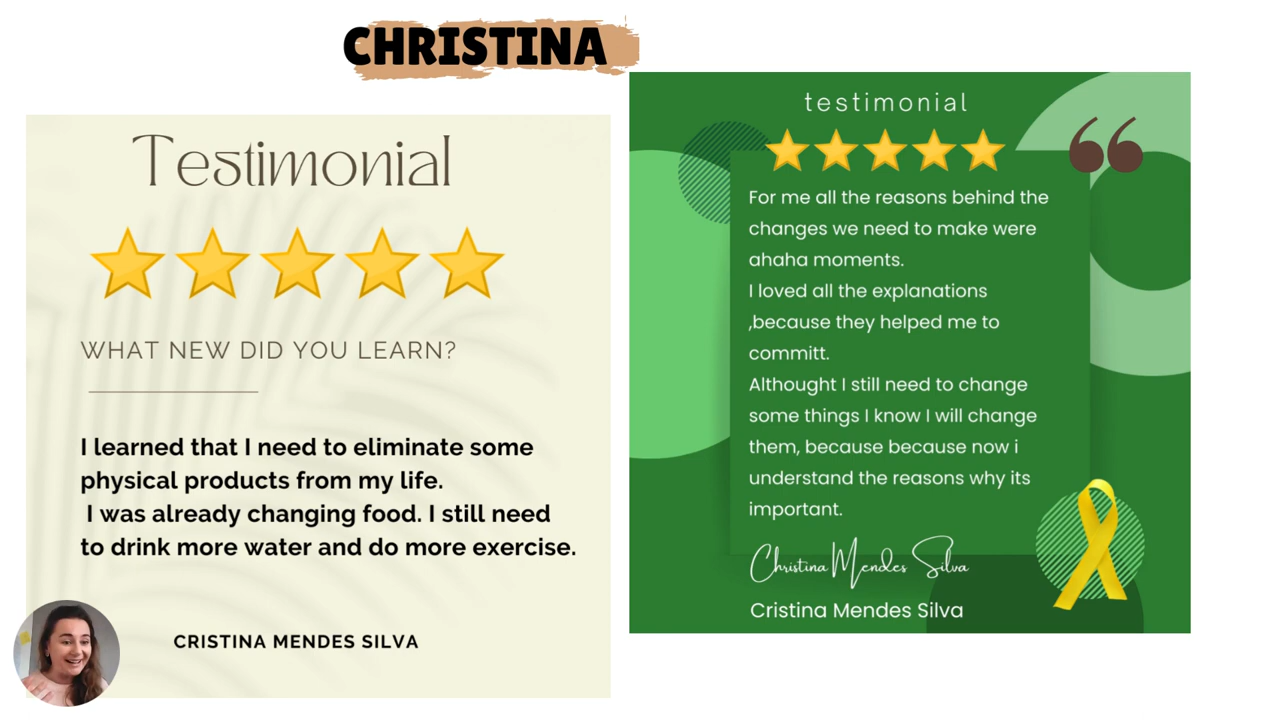 CHRISTINA
Testimonial
WHAT NEW DID YOU LEARN?
I learned that I need to eliminate some
physical products from my life.
I was already changing food. I still need
to drink more water and do more exercise.
CRISTINA MENDES SILVA
testimonial
“
For me all the reasons behind the
changes we need to make were
ahaha moments.
I loved all the explanations
,because they helped me to
committ.
Althought I still need to change
some things I know I will change
them, because because now i
understand the reasons why its
important.
Christina Mendes Silva
Cristina Mendes Silva